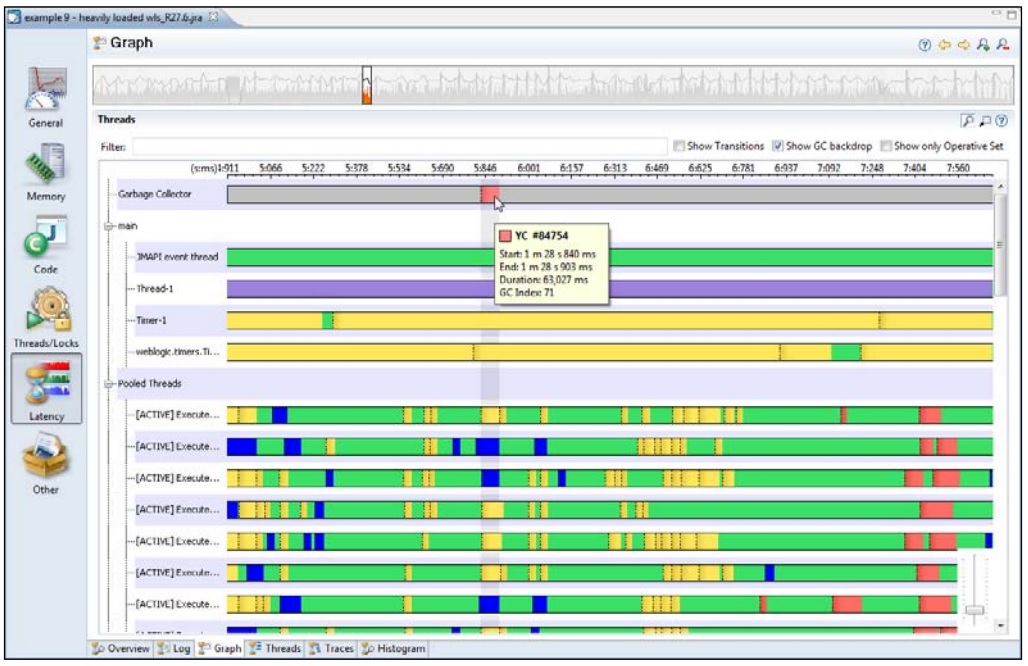 example 9 - heavily loaded wls_R27.6.jra
Graph
General
Memory
Code
Threads/Locks
Latency
Other
Threads
Filter:
Show Transitions Show GC backdrop Show only Operative Set
(s:ms) 5:066 5:222 5:378 5:534 5:690 5:846 6:001 6:157 6:313 6:469 6:625 6:781 6:937 7:092 7:248 7:404 7:560
Garbage Collector
YC #84754
Start: 1 m 28 s 840 ms
End: 1 m 28 s 903 ms
Duration: 63,027 ms
GC Index: 71
main
JMAPI event thread
Thread-1
Timer-1
weblogic.timers.Ti...
Pooled Threads
[ACTIVE] Execute...
[ACTIVE] Execute...
[ACTIVE] Execute...
[ACTIVE] Execute...
[ACTIVE] Execute...
[ACTIVE] Execute...
[ACTIVE] Execute...
Overview Log Graph Threads Traces Histogram